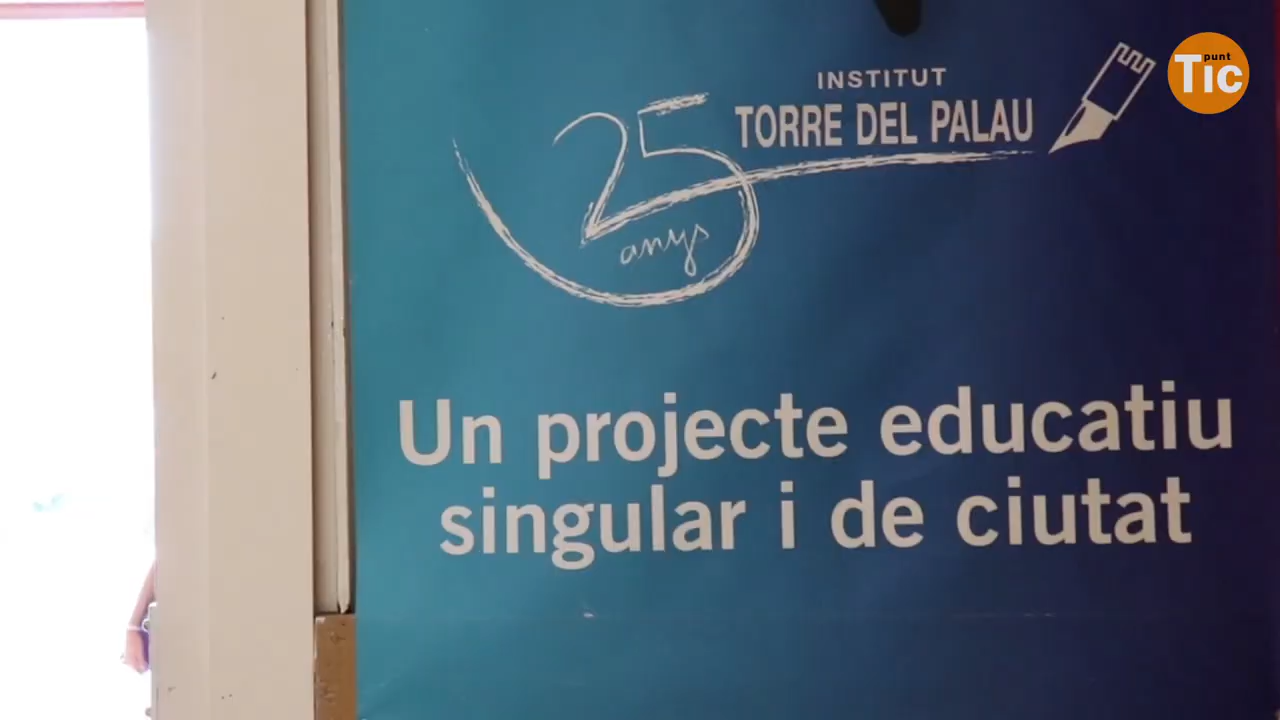 punt
Tic
INSTITUT
TORRE DEL PALAU
25
anys
Un projecte educatiu
singular i de ciutat